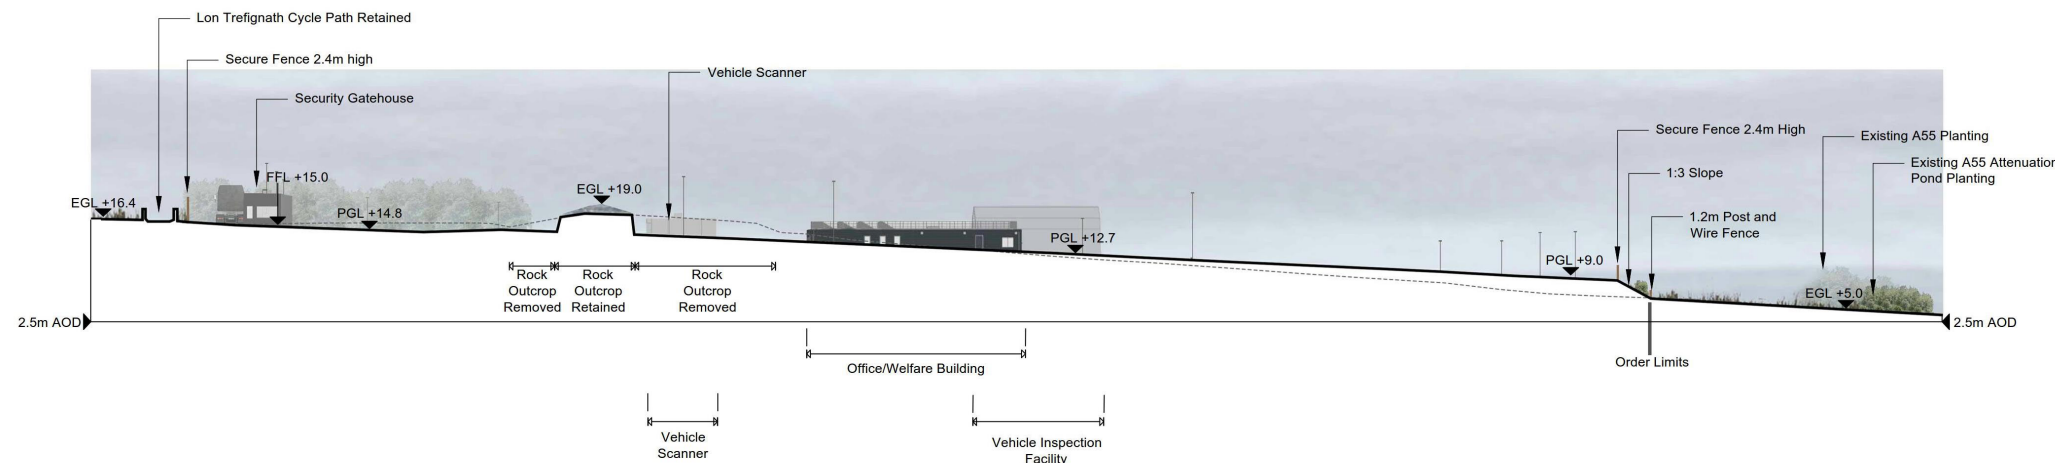 Lon Trefignath Cycle Path Retained
Secure Fence 2.4m high
Security Gatehouse
Vehicle Scanner
Secure Fence 2.4m High
Existing A55 Planting
Existing A55 Attenuation
Pond Planting
1:3 Slope
1.2m Post and
Wire Fence
EGL +16.4
FFL +15.0
PGL +14.8
EGL +19.0
PGL +12.7
PGL +9.0
EGL +5.0
Rock
Outcrop
Removed
Rock
Outcrop
Retained
Rock
Outcrop
Removed
2.5m AOD
2.5m AOD
Office/Welfare Building
Order Limits
Vehicle
Scanner
Vehicle Inspection
Facility